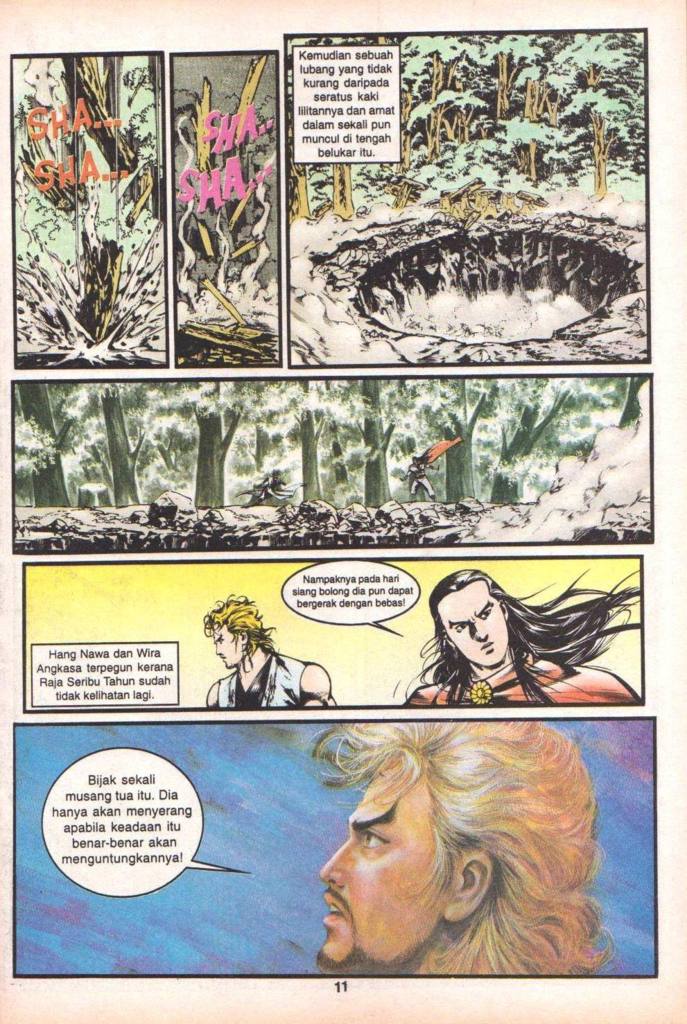 SHA...
SHA...
SHA..
SHA...
Kemudian sebuah
lubang yang tidak
kurang daripada
seratus kaki
lilitannya dan amat
dalam sekali pun
muncul di tengah
belukar itu.
Hang Nawa dan Wira
Angkasa terpegun kerana
Raja Seribu Tahun sudah
tidak kelihatan lagi.
Nampaknya pada hari
siang bolong dia pun dapat
bergerak dengan bebas!
Bijak sekali
musang tua itu. Dia
hanya akan menyerang
apabila keadaan itu
benar-benar akan
menguntungkannya!
11